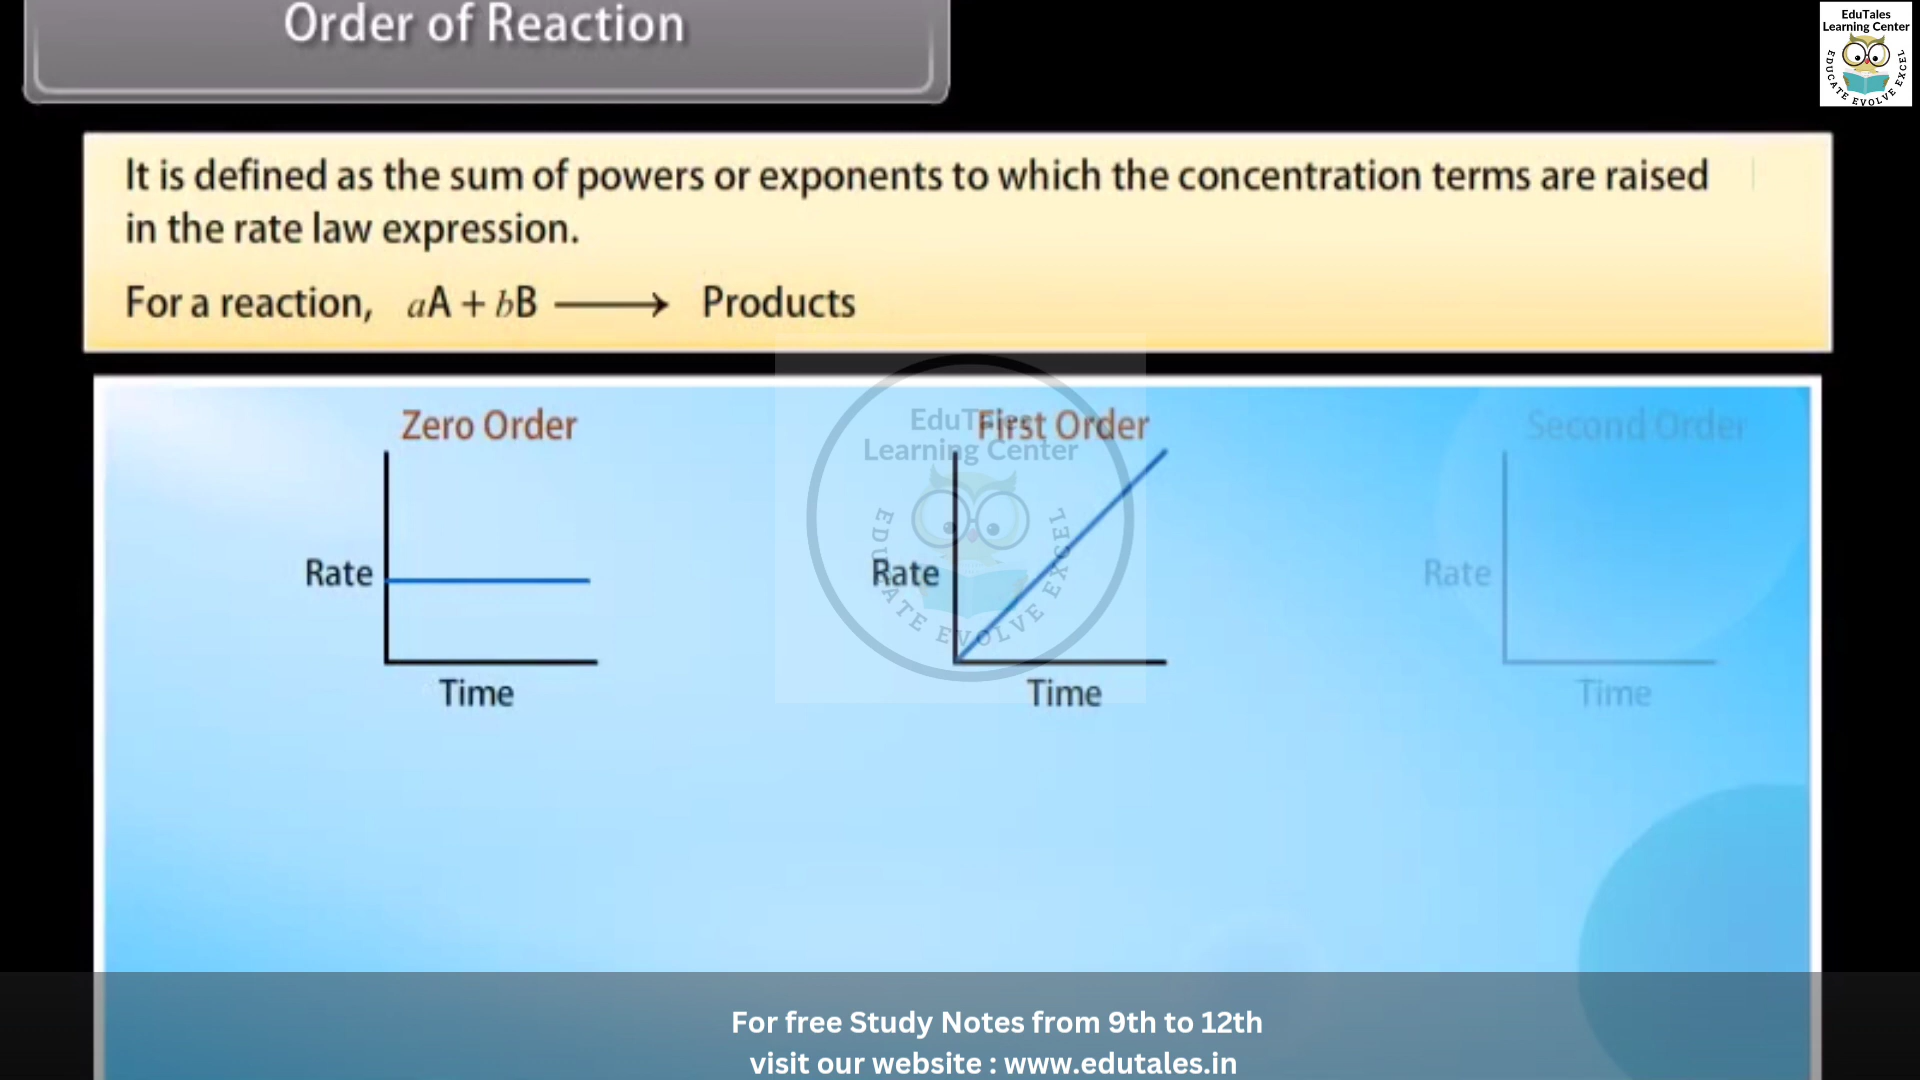 Order of Reaction
EduTales
Learning Center
EDUCATE EVOLVE EXCEL
It is defined as the sum of powers or exponents to which the concentration terms are raised
in the rate law expression.
For a reaction, aA + bB ⟶ Products
Zero Order
First Order
Second Order
EduTales
Learning Center
EDUCATE EVOLVE EXCEL
Rate
Rate
Rate
Time
Time
Time
For free Study Notes from 9th to 12th
visit our website : www.edutales.in